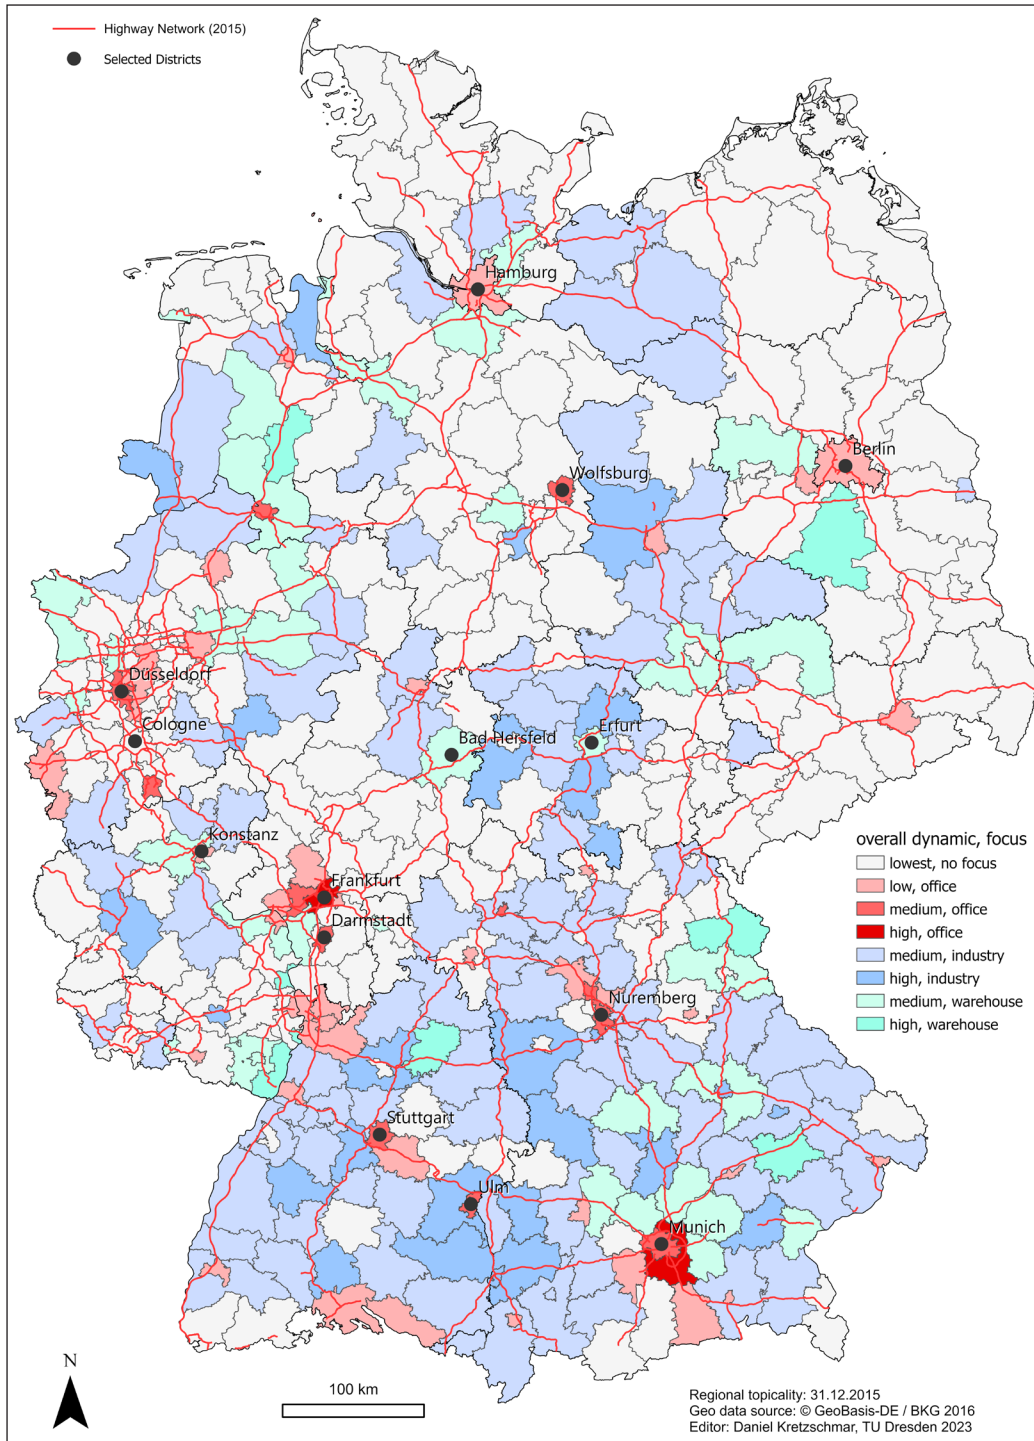 Highway Network (2015)
Selected Districts
Hamburg
Berlin
Wolfsburg
Düsseldorf
Cologne
Bad Hersfeld
Erfurt
Konstanz
Frankfurt
Darmstadt
Nuremberg
Stuttgart
Ulm
Munich
overall dynamic, focus
lowest, no focus
low, office
medium, office
high, office
medium, industry
high, industry
medium, warehouse
high, warehouse
N
100 km
Regional topicality: 31.12.2015
Geo data source: © GeoBasis-DE / BKG 2016
Editor: Daniel Kretzschmar, TU Dresden 2023